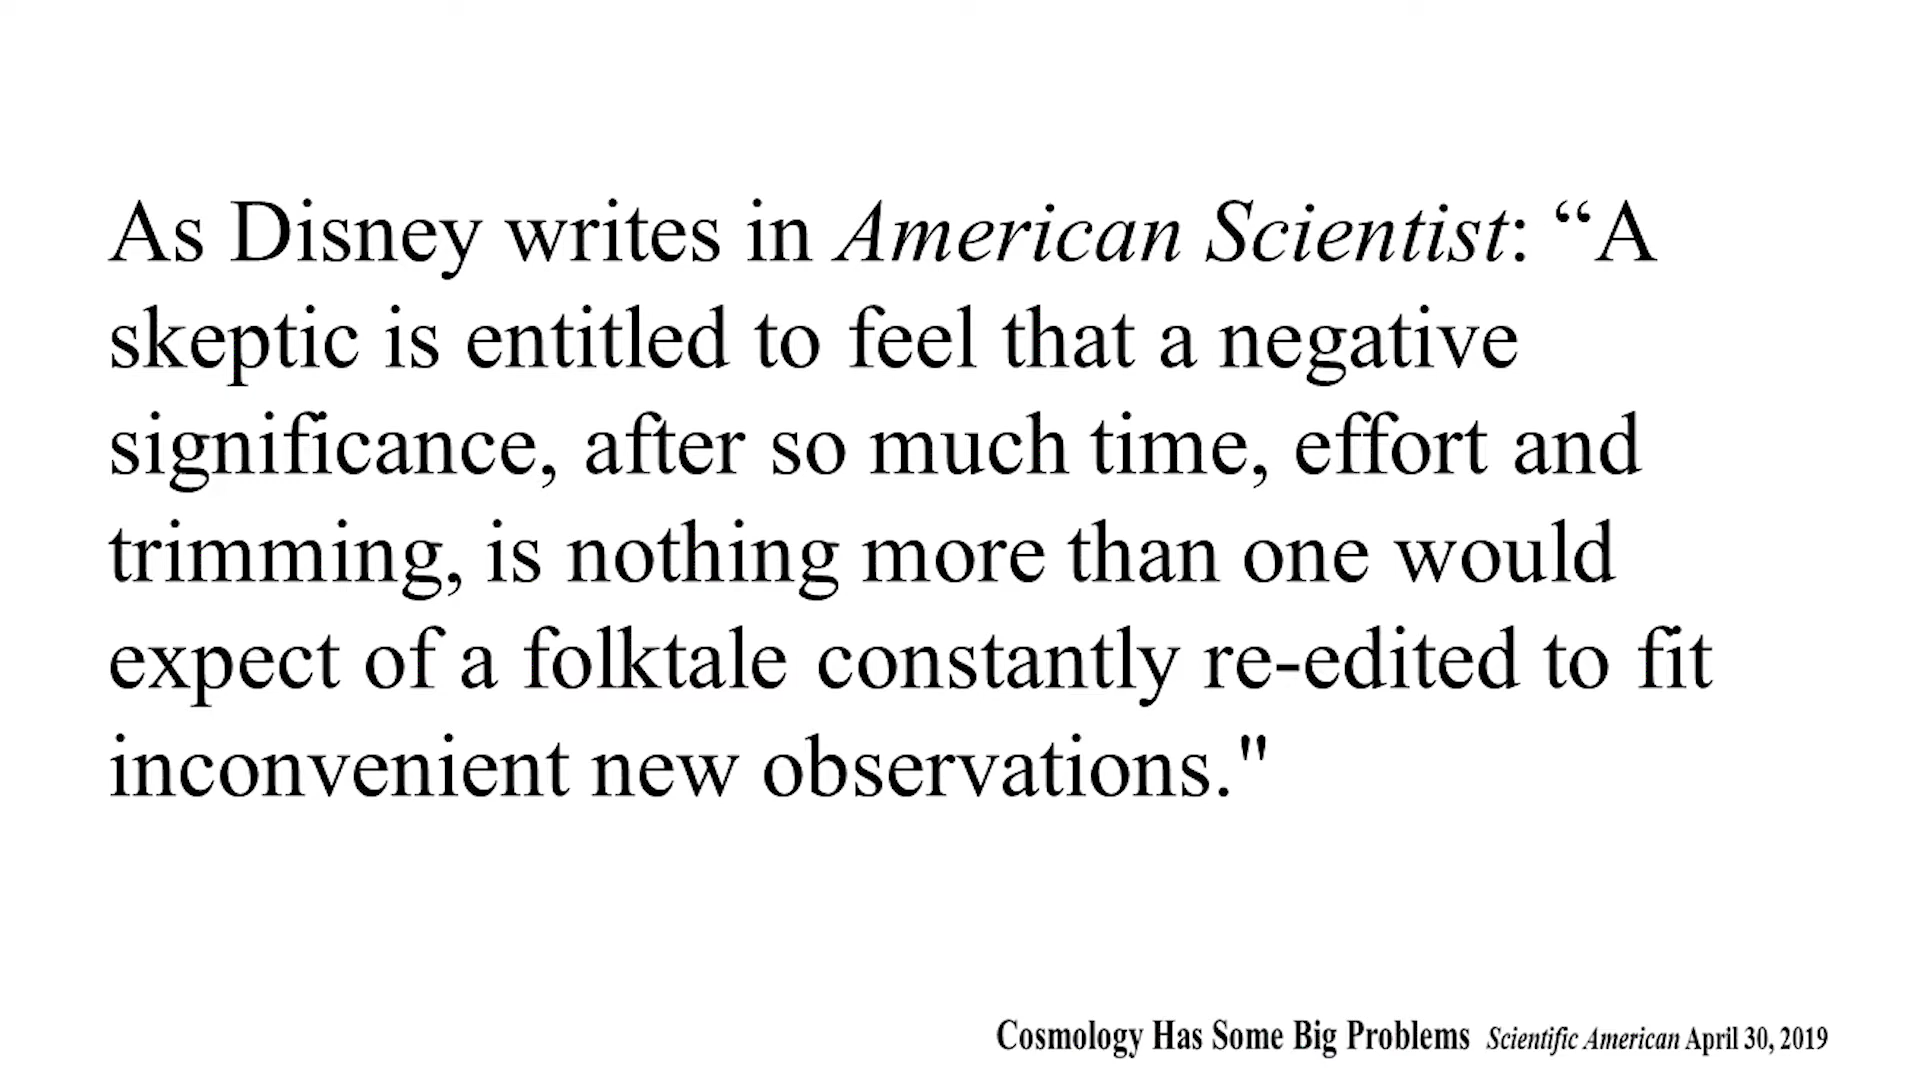 As Disney writes in American Scientist: “A
skeptic is entitled to feel that a negative
significance, after so much time, effort and
trimming, is nothing more than one would
expect of a folktale constantly re-edited to fit
inconvenient new observations."
Cosmology Has Some Big Problems Scientific American April 30, 2019